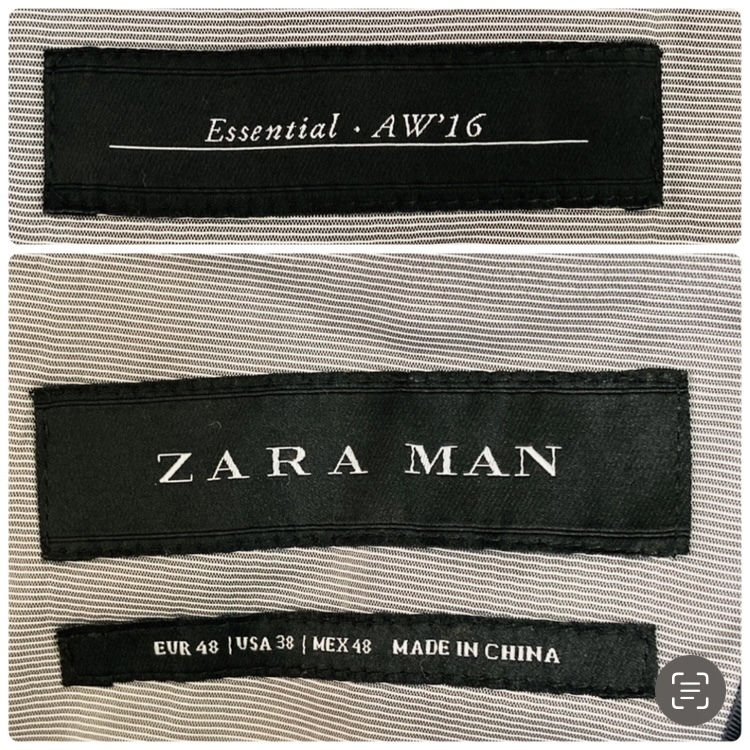 Essential · AW'16
ZARA MAN
EUR 48 | USA 38 | MEX 48 MADE IN CHINA